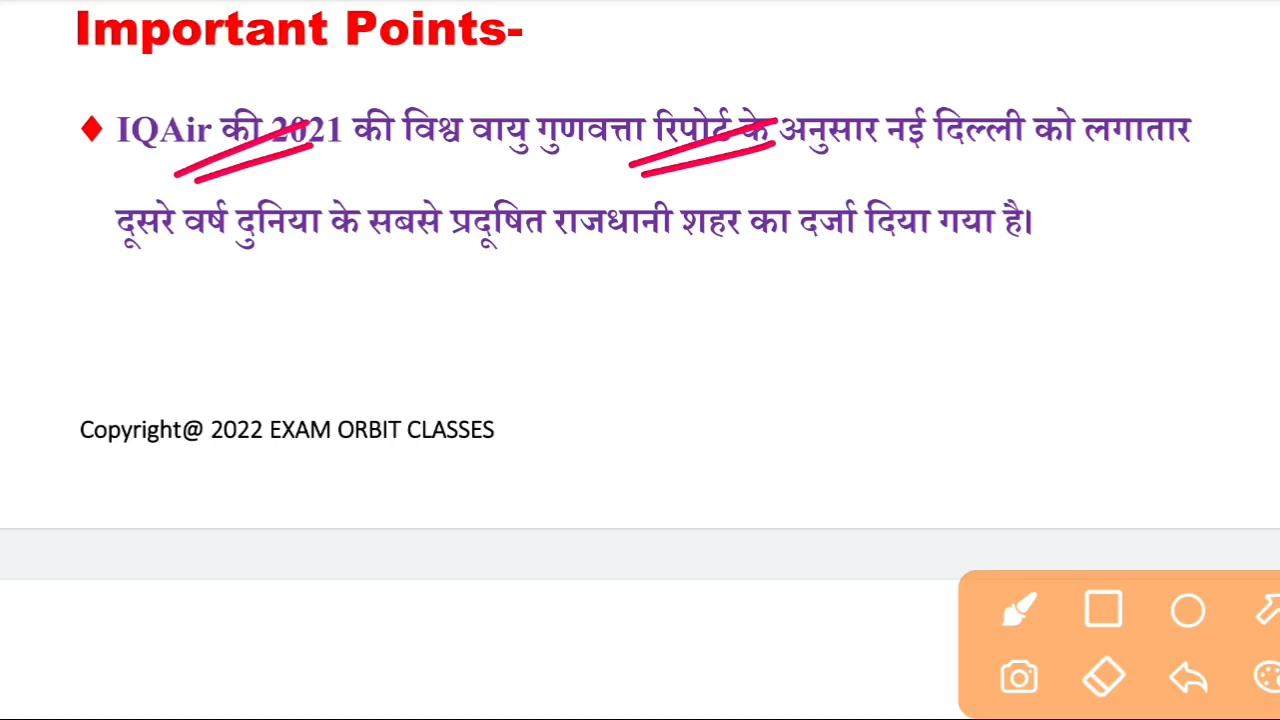 Important Points-
IQAir की 2021 की विश्व वायु गुणवत्ता रिपोर्ट के अनुसार नई दिल्ली को लगातार
दूसरे वर्ष दुनिया के सबसे प्रदूषित राजधानी शहर का दर्जा दिया गया है।
Copyright@ 2022 EXAM ORBIT CLASSES